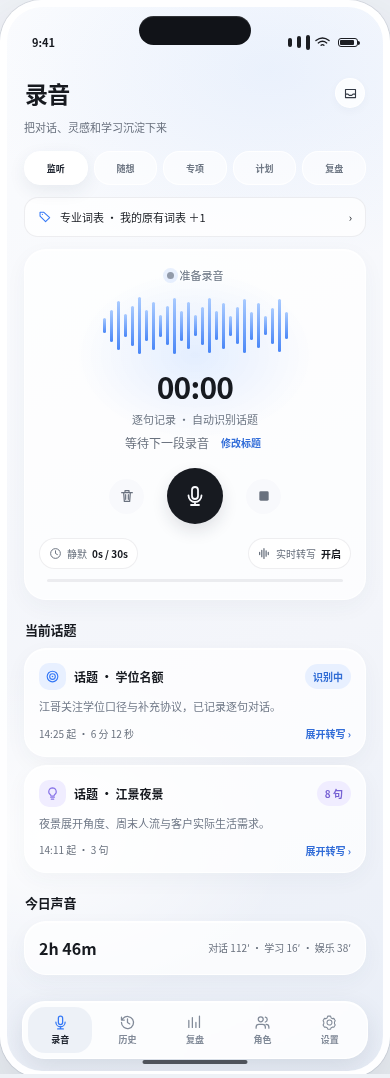 9:41
录音
把对话、灵感和学习沉淀下来
监听 随想 专项 计划 复盘
专业词表 · 我的原有词表 ＋1 ›
准备录音
00:00
逐句记录 · 自动识别话题
等待下一段录音 修改标题
静默 0s / 30s 实时转写 开启
当前话题
话题 · 学位名额 识别中
江哥关注学位口径与补充协议，已记录逐句对话。
14:25 起 · 6 分 12 秒 展开转写 ›
话题 · 江景夜景 8 句
夜景展开角度、周末人流与客户实际生活需求。
14:11 起 · 3 句 展开转写 ›
今日声音
2h 46m 对话 112′ · 学习 16′ · 娱乐 38′
录音 历史 复盘 角色 设置